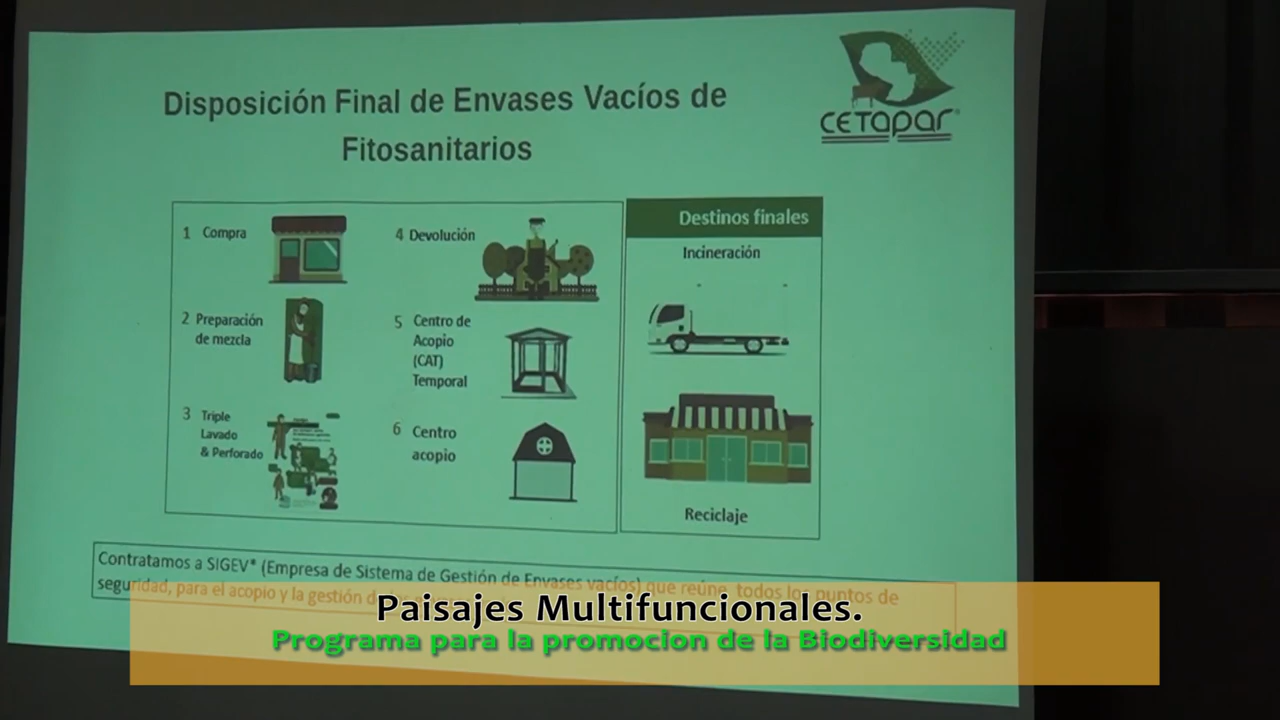 Disposición Final de Envases Vacíos de
Fitosanitarios
CETAPAR
1 Compra
2 Preparación
de mezcla
3 Triple
Lavado
& Perforado
4 Devolución
5 Centro de
Acopio
(CAT)
Temporal
6 Centro
acopio
Destinos finales
Incineración
Reciclaje
Contratamos a SIGEV* (Empresa de Sistema de Gestión de Envases vacíos) que reúne, todos los puntos de
seguridad, para el acopio y la gestión
Paisajes Multifuncionales.
Programa para la promocion de la Biodiversidad